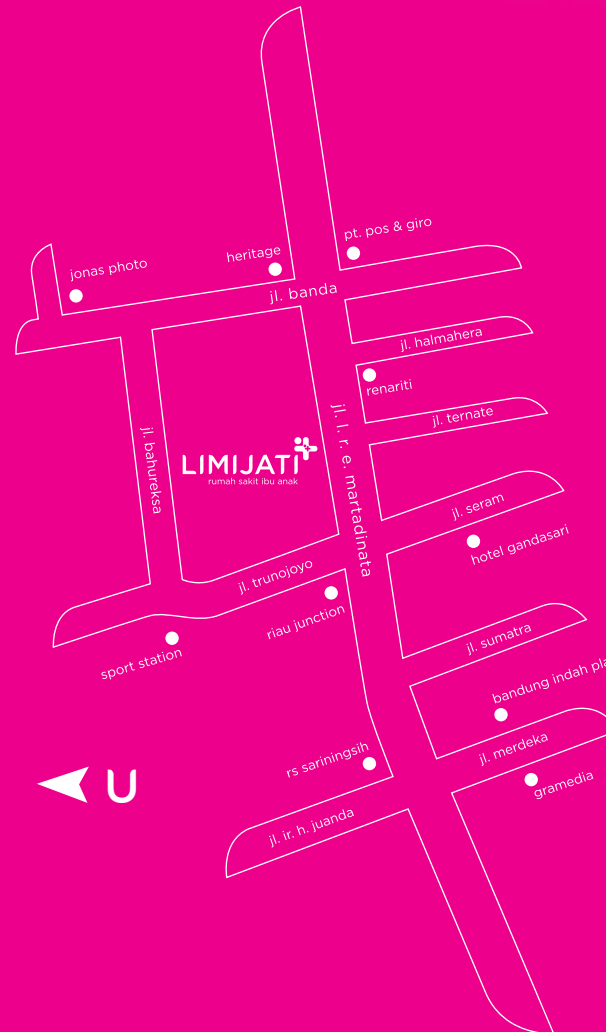 pt. pos & giro
heritage
jonas photo
jl. banda
jl. halmahera
renariti
jl. ternate
jl. l. r. e. martadinata
jl. bahureksa
LIMIJATI
rumah sakit ibu anak
jl. seram
hotel gandasari
jl. trunojoyo
riau junction
sport station
jl. sumatra
bandung indah pla
jl. merdeka
rs sariningsih
gramedia
U
jl. ir. h. juanda